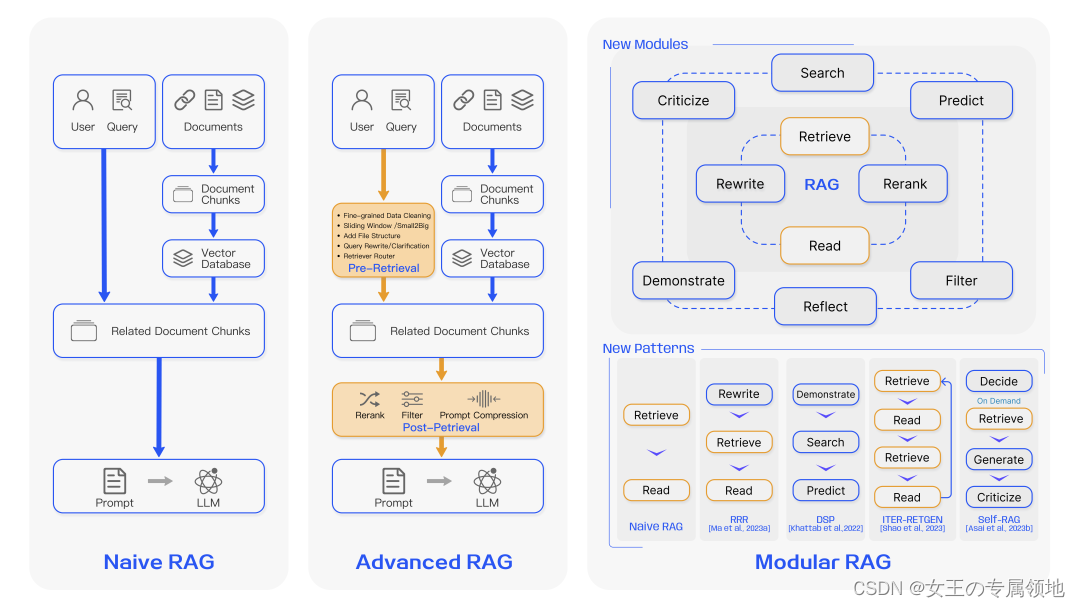 User
Query
Documents
Document
Chunks
Vector
Database
Related Document Chunks
Prompt
LLM
Naive RAG
User
Query
Documents
Document
Chunks
• Fine-grained Data Cleaning
• Sliding Window /Small2Big
• Add File Structure
• Query Rewrite/Clarification
• Retriever Router
Pre-Retrieval
Vector
Database
Related Document Chunks
Rerank
Filter
Prompt Compression
Post-Petrieval
Prompt
LLM
Advanced RAG
New Modules
Search
Criticize
Predict
Retrieve
Rewrite
RAG
Rerank
Read
Demonstrate
Filter
Reflect
New Patterns
Retrieve
Read
Naive RAG
Rewrite
Retrieve
Read
RRR
[Ma et al., 2023a]
Demonstrate
Search
Predict
DSP
[Khattab et al., 2022]
Retrieve
Read
Retrieve
Read
ITER-RETGEN
[Shao et al., 2023]
Decide
On Demand
Retrieve
Generate
Criticize
Self-RAG
[Asai et al., 2023b]
Modular RAG
CSDN @女王の专属领地